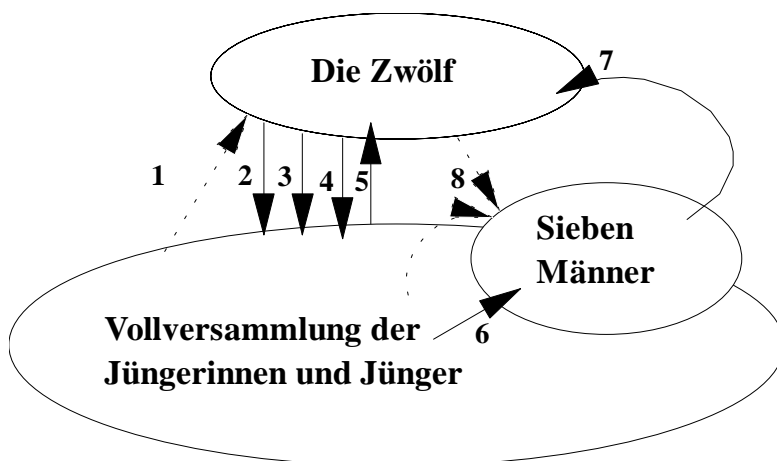 Die Zwölf
7
1
2
3
4
5
8
Sieben
Männer
6
Vollversammlung der
Jüngerinnen und Jünger